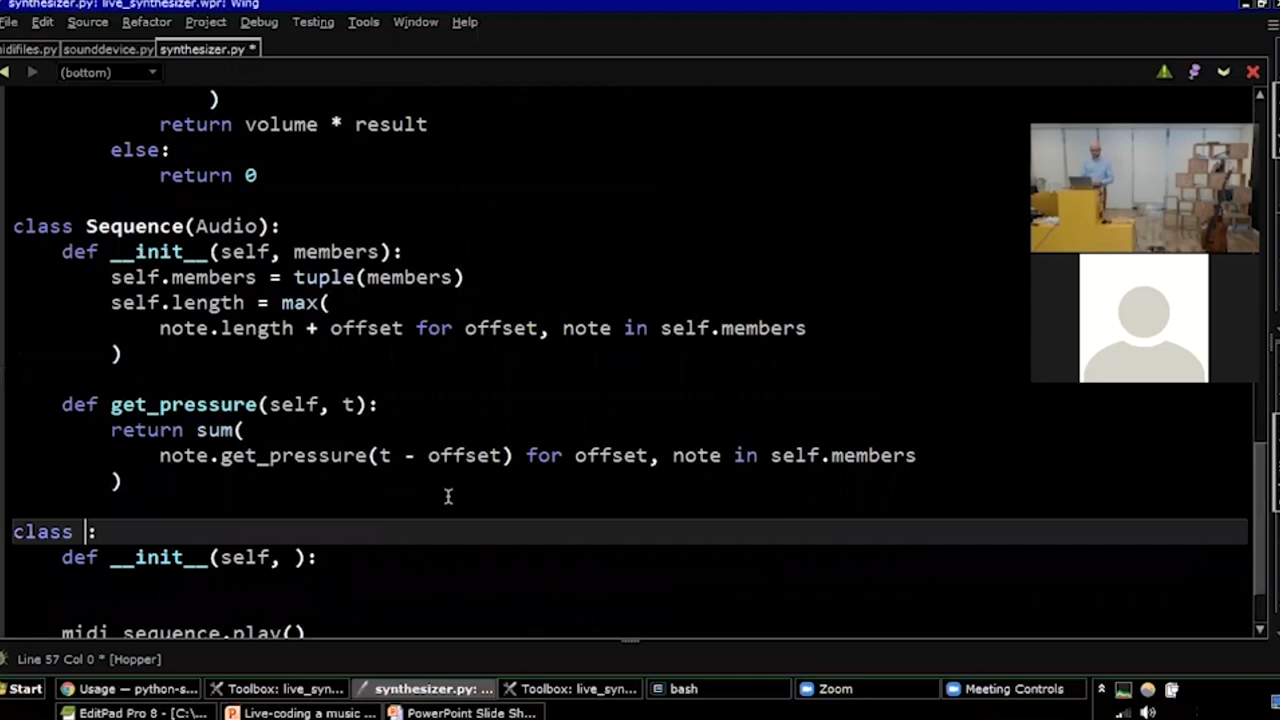 synthesizer.py: live_synthesizer.wpr: Wing
File Edit Source Refactor Project Debug Testing Tools Window Help
midifiles.py sounddevice.py synthesizer.py *
(bottom)
)
return volume * result
else:
return 0
class Sequence(Audio):
def __init__(self, members):
self.members = tuple(members)
self.length = max(
note.length + offset for offset, note in self.members
)
def get_pressure(self, t):
return sum(
note.get_pressure(t - offset) for offset, note in self.members
)
class :
def __init__(self, ):
midi_sequence.play()
Line 57 Col 0 * [Hopper]
Start Usage — python-s... Toolbox: live_syn... synthesizer.py: ... Toolbox: live_syn... bash Zoom Meeting Controls
EditPad Pro 8 - [C:\... Live-coding a music ... PowerPoint Slide Sh...